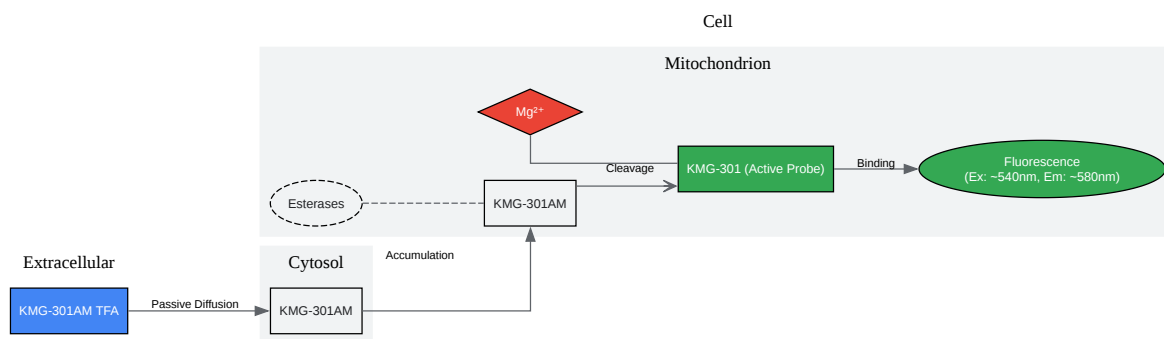 Cell
Mitochondrion
Mg²⁺
Cleavage
KMG-301 (Active Probe)
Binding
Fluorescence
(Ex: ~540nm, Em: ~580nm)
Esterases
KMG-301AM
Extracellular
Cytosol
Accumulation
KMG-301AM TFA
Passive Diffusion
KMG-301AM